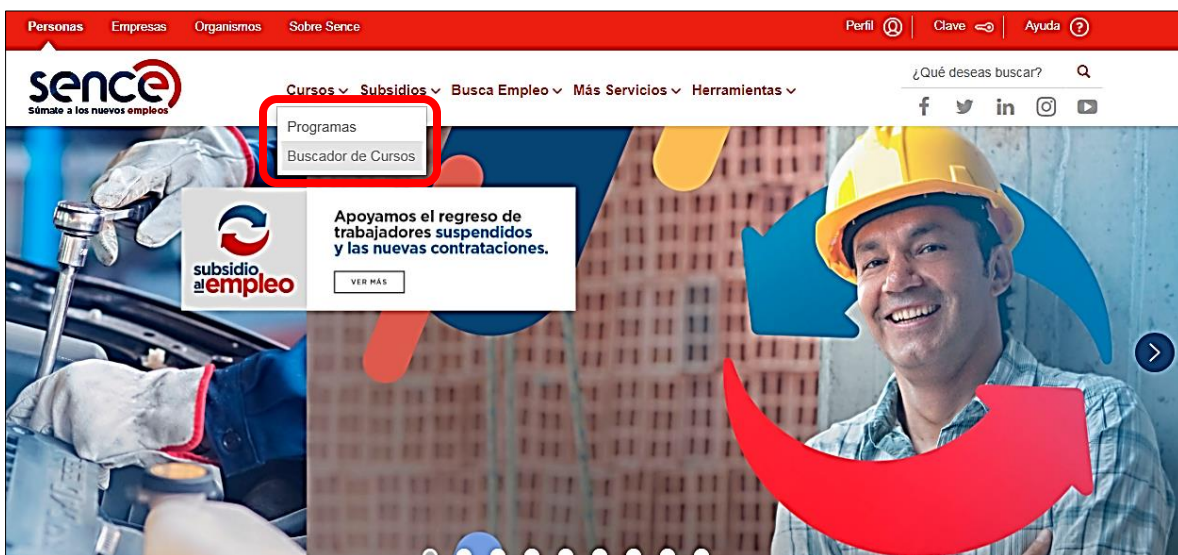 Personas Empresas Organismos Sobre Sence Perfil Clave Ayuda
sence
Súmate a los nuevos empleos
¿Qué deseas buscar?
Cursos Subsidios Busca Empleo Más Servicios Herramientas
Programas
Buscador de Cursos
subsidio
al empleo
Apoyamos el regreso de
trabajadores suspendidos
y las nuevas contrataciones.
VER MÁS